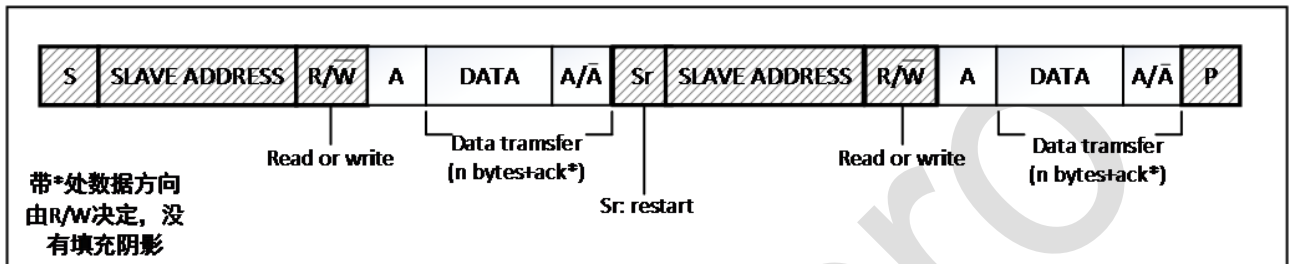 S SLAVE ADDRESS R/W̅ A DATA A/A̅ Sr SLAVE ADDRESS R/W̅ A DATA A/A̅ P
Read or write
Data tramsfer
(n bytes+ack*)
Sr: restart
Read or write
Data tramsfer
(n bytes+ack*)
带*处数据方向
由R/W决定，没
有填充阴影